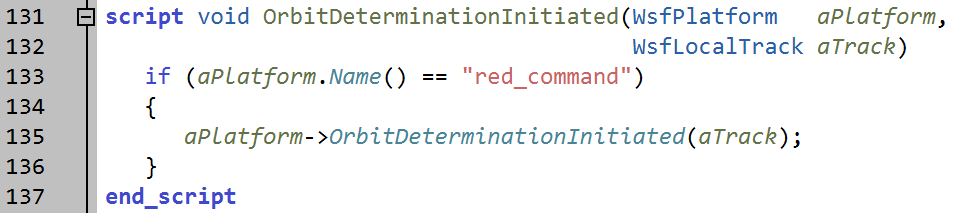 131 script void OrbitDeterminationInitiated(WsfPlatform   aPlatform,
132                                         WsfLocalTrack aTrack)
133    if (aPlatform.Name() == "red_command")
134    {
135       aPlatform->OrbitDeterminationInitiated(aTrack);
136    }
137 end_script